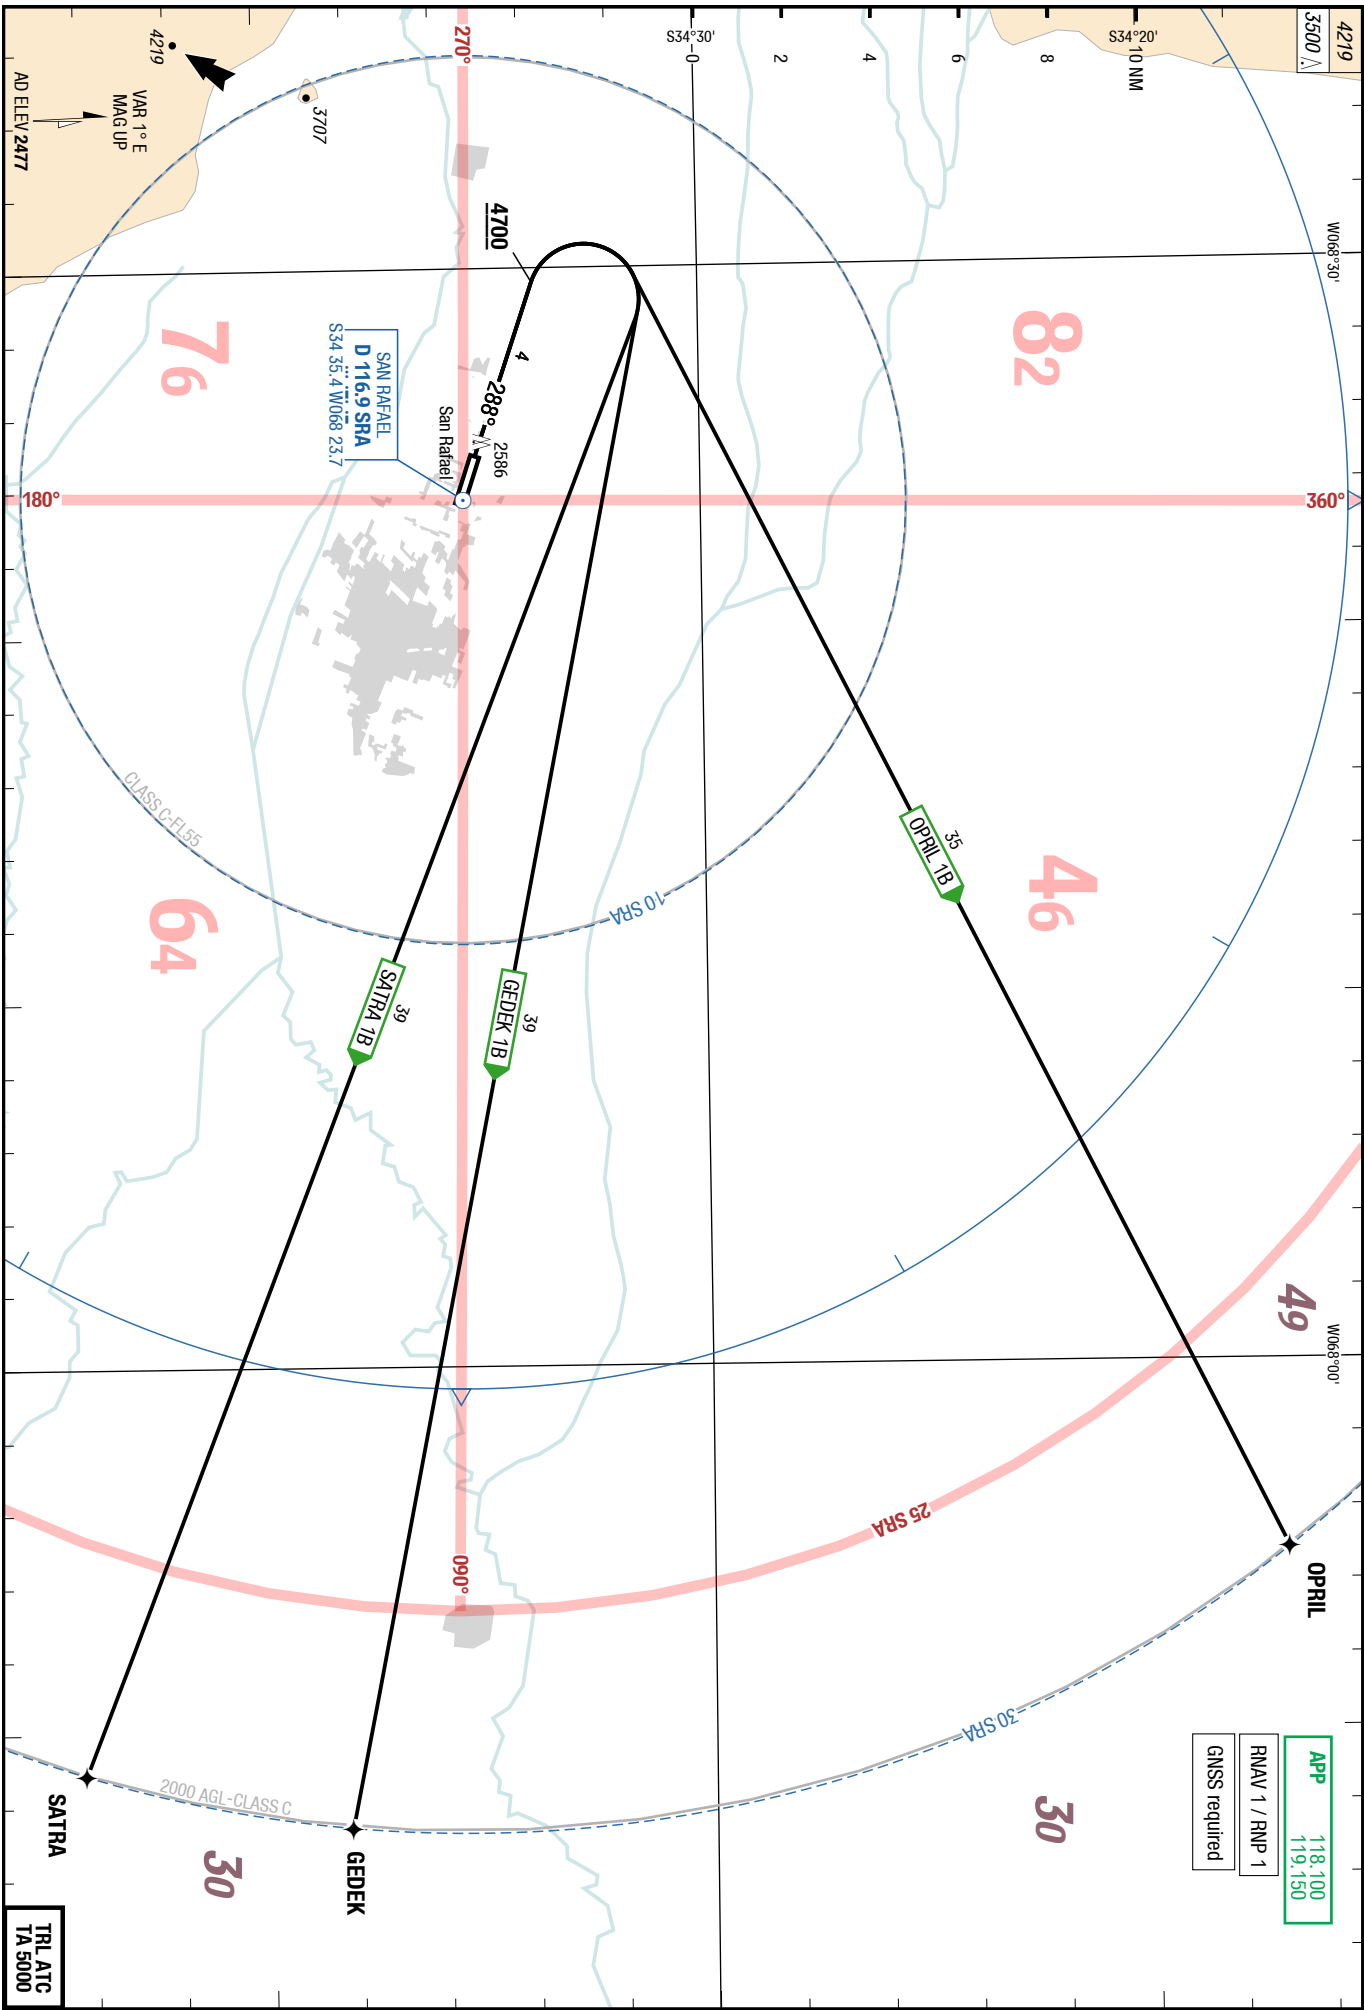 4219
3500
S34°20'
10 NM
8
6
4
2
0
S34°30'
270°
4219
3707
VAR 1° E
MAG UP
AD ELEV 2477
W068°30'
82
76
4700
4
288°
2586
San Rafael
SAN RAFAEL
D 116.9 SRA
S34 35.4 W068 23.7
360°
180°
CLASS C-FL55
10 SRA
35
OPRIL 1B
46
64
39
GEDEK 1B
39
SATRA 1B
49
W068°00'
25 SRA
090°
OPRIL
30 SRA
30
2000 AGL-CLASS C
SATRA
GEDEK
30
APP 118.100
119.150
RNAV 1 / RNP 1
GNSS required
TRL ATC
TA 5000